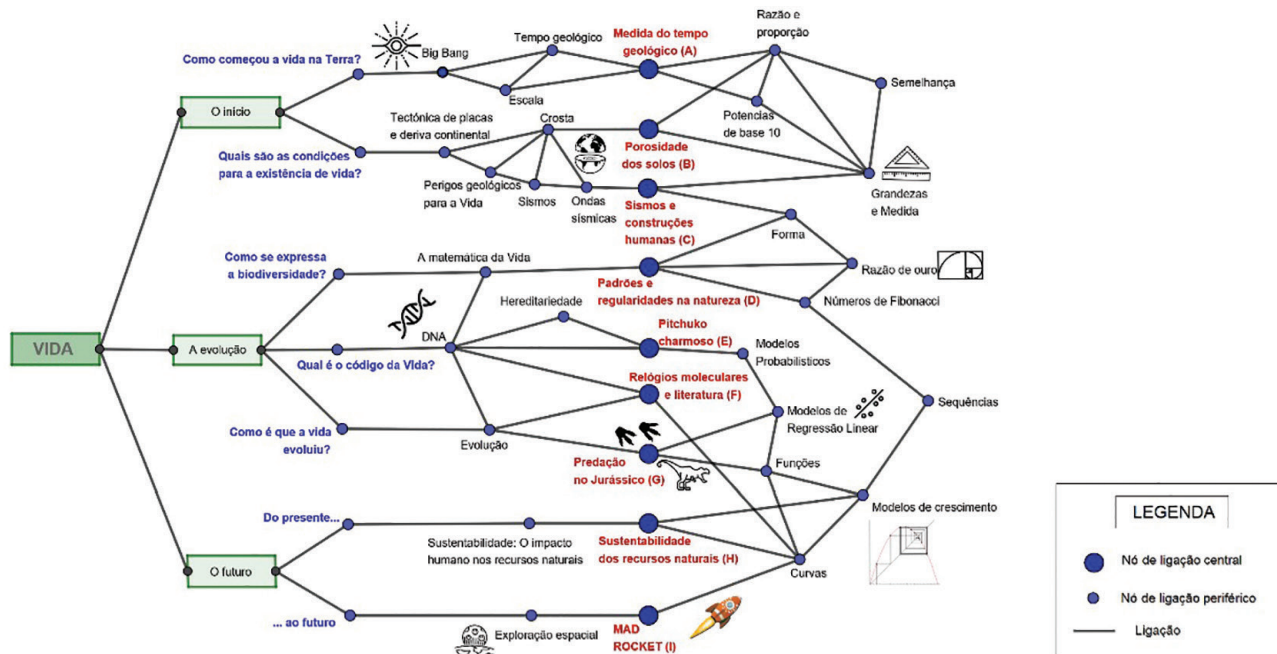 Razão e
proporção
Tempo geológico
Medida do tempo
geológico (A)
Big Bang
Como começou a vida na Terra?
Semelhança
Escala
O início
Potencias
de base 10
Tectónica de placas
e deriva continental
Crosta
Porosidade
dos solos (B)
Quais são as condições
para a existência de vida?
Grandezas
e Medida
Perigos geológicos
para a Vida
Sismos
Ondas
sísmicas
Sismos e
construções
humanas (C)
Forma
Como se expressa
a biodiversidade?
A matemática da Vida
Razão de ouro
Padrões e
regularidades na natureza (D)
Números de Fibonacci
Hereditariedade
DNA
Pitchuko
charmoso (E)
VIDA
A evolução
Qual é o código da Vida?
Modelos
Probabilísticos
Relógios moleculares
e literatura (F)
Sequências
Modelos de
Regressão Linear
Como é que a vida
evoluiu?
Evolução
Predação
no Jurássico (G)
Funções
Modelos de crescimento
Do presente...
Sustentabilidade: O impacto
humano nos recursos naturais
Sustentabilidade
dos recursos naturais (H)
O futuro
Curvas
... ao futuro
Exploração espacial
MAD
ROCKET (I)
LEGENDA
Nó de ligação central
Nó de ligação periférico
Ligação